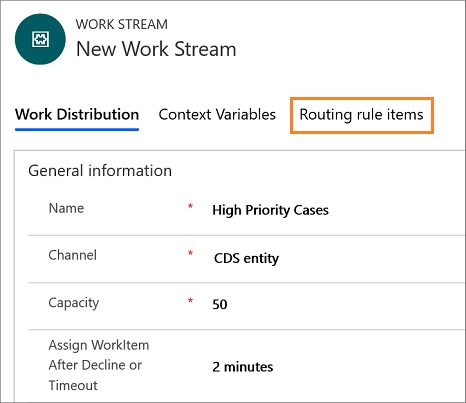 WORK STREAM
New Work Stream
Work Distribution Context Variables Routing rule items
General information
Name * High Priority Cases
Channel * CDS entity
Capacity * 50
Assign WorkItem
After Decline or 2 minutes
Timeout